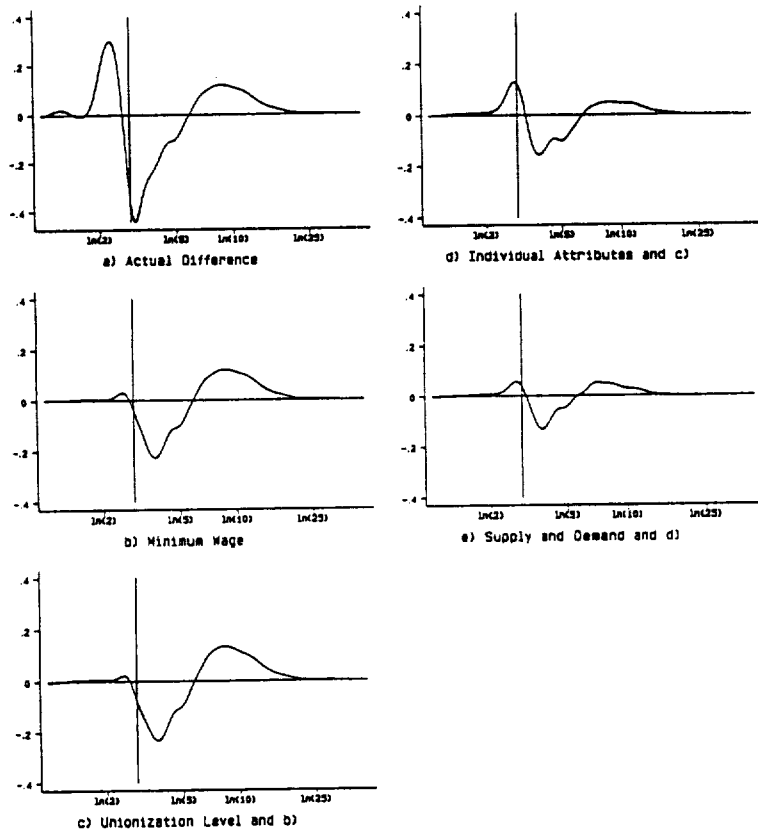 .4
.2
0
-.2
-.4
ln(2) ln(5) ln(10) ln(25)
a) Actual Difference
.4
.2
0
-.2
-.4
ln(2) ln(5) ln(10) ln(25)
d) Individual Attributes and c)
.4
.2
0
-.2
-.4
ln(2) ln(5) ln(10) ln(25)
b) Minimum Wage
.4
.2
0
-.2
-.4
ln(2) ln(5) ln(10) ln(25)
e) Supply and Demand and d)
.4
.2
0
-.2
-.4
ln(2) ln(5) ln(10) ln(25)
c) Unionization Level and b)